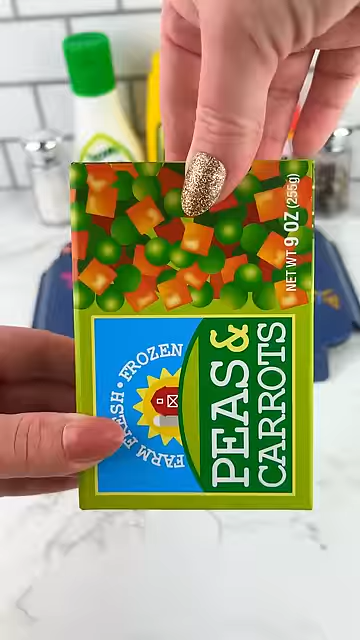 NET WT 9 OZ (255g)
FARM FRESH • FROZEN
PEAS &
CARROTS